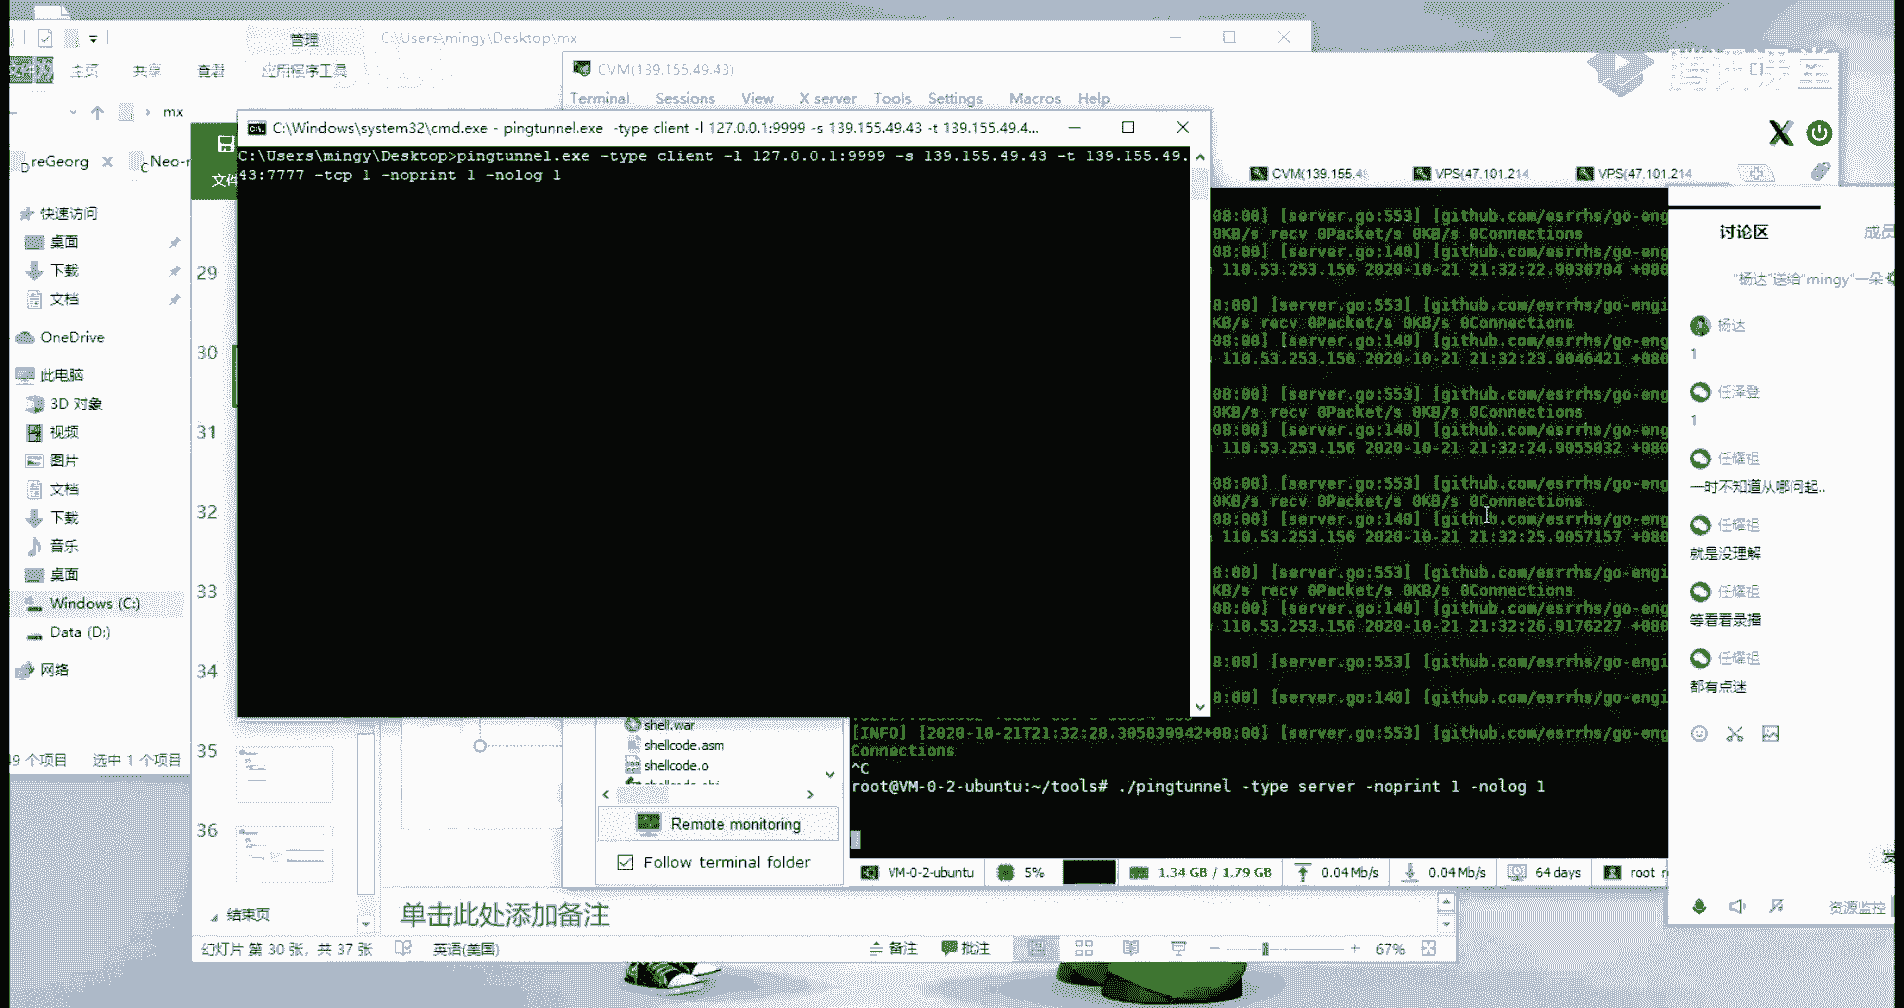 管理
C:\Users\mingy\Desktop\mx
主页 共享 查看 应用程序工具
CVM(139.155.49.43)
Terminal Sessions View X server Tools Settings Macros Help
mx
reGeorg
C:\Windows\system32\cmd.exe - pingtunnel.exe -type client -l 127.0.0.1:9999 -s 139.155.49.43 -t 139.155.49.4...
C:\Users\mingy\Desktop>pingtunnel.exe -type client -l 127.0.0.1:9999 -s 139.155.49.43 -t 139.155.49.
43:7777 -tcp 1 -noprint 1 -nolog 1
文件
快速访问
桌面
下载
文档
OneDrive
此电脑
3D 对象
视频
图片
文档
下载
音乐
桌面
Windows (C:)
Data (D:)
网络
9 个项目 选中 1 个项目
29
30
31
32
33
34
35
36
CVM(139.155.4 VPS(47.101.214 VPS(47.101.214
08:00] [server.go:553] [github.com/esrrhs/go-eng
0KB/s recv 0Packet/s 0KB/s 0Connections
08:00] [server.go:140] [github.com/esrrhs/go-eng
110.53.253.156 2020-10-21 21:32:22.9030704 +080
08:00] [server.go:553] [github.com/esrrhs/go-eng
KB/s recv 0Packet/s 0KB/s 0Connections
08:00] [server.go:140] [github.com/esrrhs/go-eng
110.53.253.156 2020-10-21 21:32:23.9046421 +080
08:00] [server.go:553] [github.com/esrrhs/go-eng
0KB/s recv 0Packet/s 0KB/s 0Connections
08:00] [server.go:140] [github.com/esrrhs/go-eng
110.53.253.156 2020-10-21 21:32:24.9055032 +080
08:00] [server.go:553] [github.com/esrrhs/go-eng
0KB/s recv 0Packet/s 0KB/s 0Connections
08:00] [server.go:140] [github.com/esrrhs/go-eng
110.53.253.156 2020-10-21 21:32:25.9057157 +080
0:00] [server.go:553] [github.com/esrrhs/go-engi
KB/s recv 0Packet/s 0KB/s 0Connections
08:00] [server.go:140] [github.com/esrrhs/go-eng
110.53.253.156 2020-10-21 21:32:26.9176227 +080
8:00] [server.go:553] [github.com/esrrhs/go-engi
8:00] [server.go:140] [github.com/esrrhs/go-engi
[INFO] [2020-10-21T21:32:28.305839942+08:00] [server.go:553] [github.com/esrrhs/go-eng
Connections
^C
root@VM-0-2-ubuntu:~/tools# ./pingtunnel -type server -noprint 1 -nolog 1
shell.war
shellcode.asm
shellcode.o
Remote monitoring
Follow terminal folder
VM-0-2-ubuntu 5% 1.34 GB / 1.79 GB 0.04 Mb/s 0.04 Mb/s 64 days root
结束页
单击此处添加备注
幻灯片 第 30 张，共 37 张 英语(美国) 备注 批注 67%
讨论区 成员
"杨达"送给"mingy"一朵
杨达
1
任泽登
1
任耀祖
一时不知道从哪问起..
任耀祖
就是没理解
任耀祖
等看看录播
任耀祖
都有点迷
资源监控